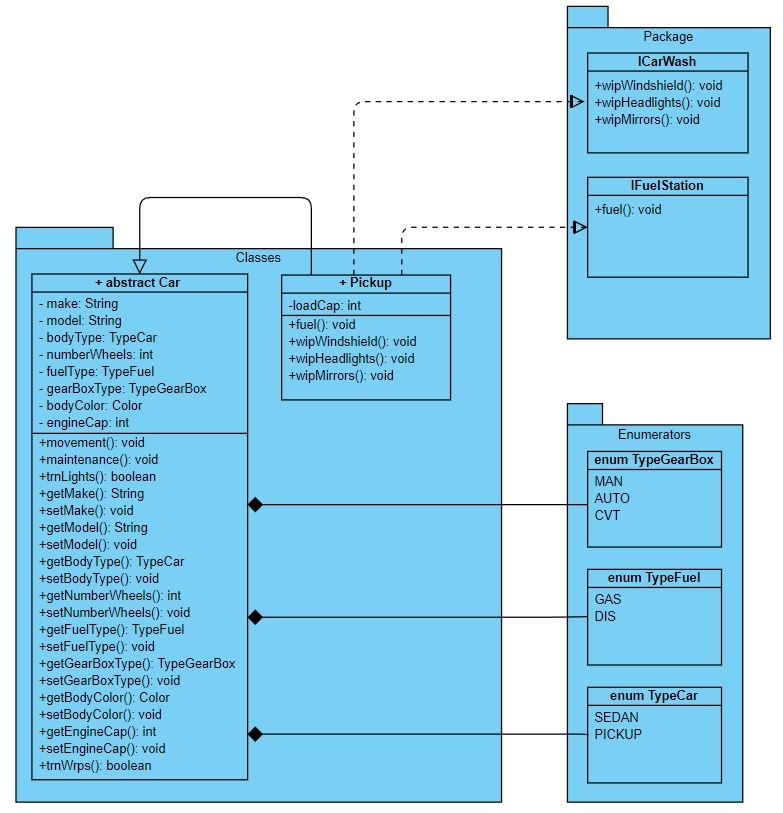 Package
ICarWash
+wipWindshield(): void
+wipHeadlights(): void
+wipMirrors(): void
IFuelStation
+fuel(): void
Classes
+ abstract Car
- make: String
- model: String
- bodyType: TypeCar
- numberWheels: int
- fuelType: TypeFuel
- gearBoxType: TypeGearBox
- bodyColor: Color
- engineCap: int
+movement(): void
+maintenance(): void
+trnLights(): boolean
+getMake(): String
+setMake(): void
+getModel(): String
+setModel(): void
+getBodyType(): TypeCar
+setBodyType(): void
+getNumberWheels(): int
+setNumberWheels(): void
+getFuelType(): TypeFuel
+setFuelType(): void
+getGearBoxType(): TypeGearBox
+setGearBoxType(): void
+getBodyColor(): Color
+setBodyColor(): void
+getEngineCap(): int
+setEngineCap(): void
+trnWrps(): boolean
+ Pickup
-loadCap: int
+fuel(): void
+wipWindshield(): void
+wipHeadlights(): void
+wipMirrors(): void
Enumerators
enum TypeGearBox
MAN
AUTO
CVT
enum TypeFuel
GAS
DIS
enum TypeCar
SEDAN
PICKUP